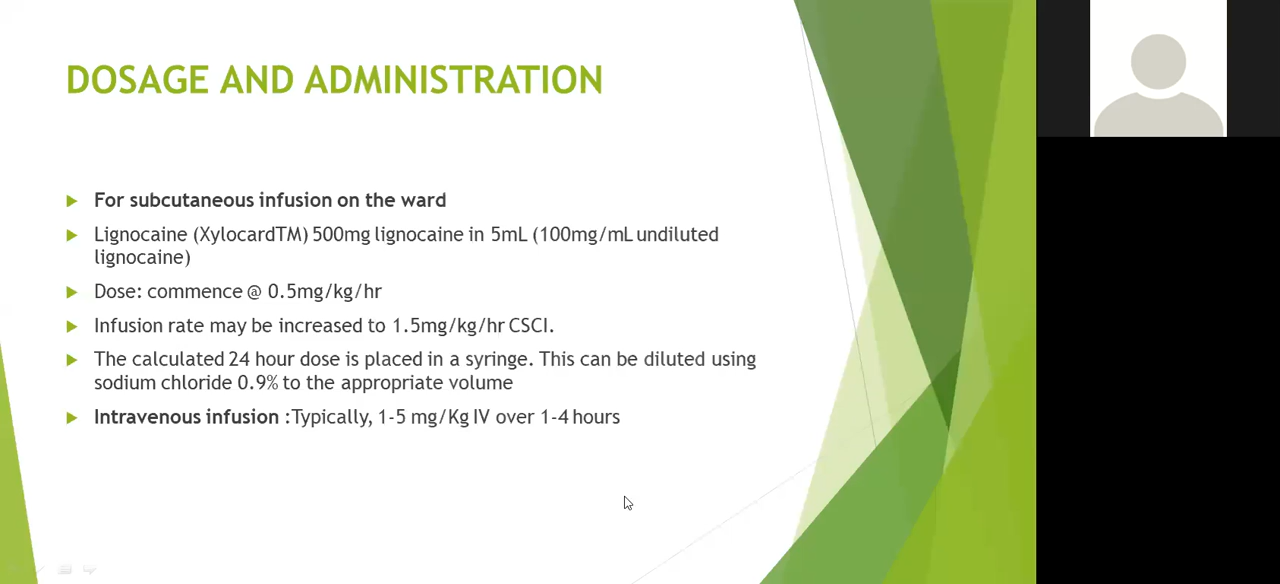 DOSAGE AND ADMINISTRATION
For subcutaneous infusion on the ward
Lignocaine (XylocardTM) 500mg lignocaine in 5mL (100mg/mL undiluted
lignocaine)
Dose: commence @ 0.5mg/kg/hr
Infusion rate may be increased to 1.5mg/kg/hr CSCI.
The calculated 24 hour dose is placed in a syringe. This can be diluted using
sodium chloride 0.9% to the appropriate volume
Intravenous infusion :Typically, 1-5 mg/Kg IV over 1-4 hours